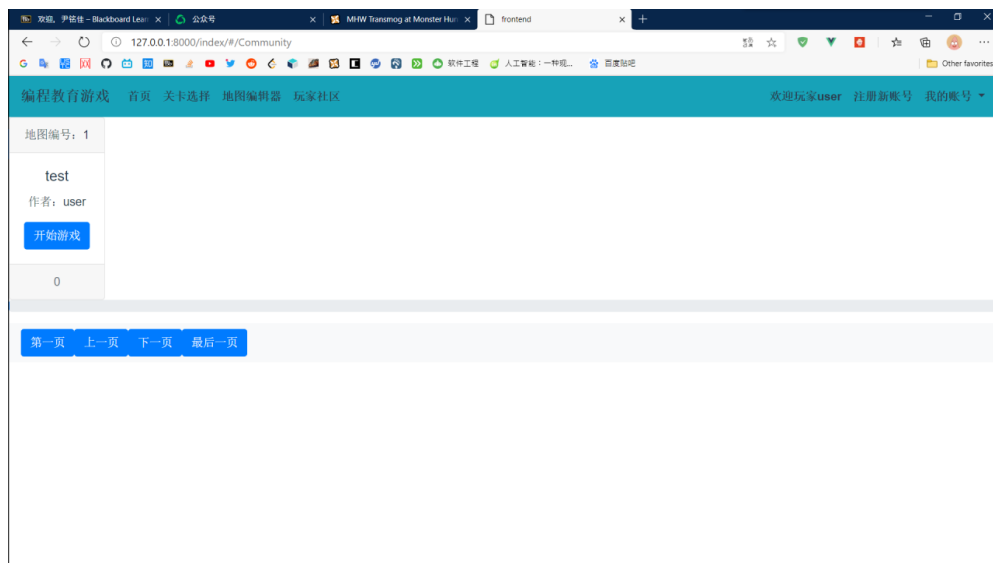 欢迎, 尹铭佳 – Blackboard Lear
公众号
MHW Transmog at Monster Hun
frontend
127.0.0.1:8000/index/#/Community
软件工程
人工智能:一种现...
百度贴吧
Other favorites
编程教育游戏 首页 关卡选择 地图编辑器 玩家社区 欢迎玩家user 注册新账号 我的账号
地图编号: 1
test
作者: user
开始游戏
0
第一页 上一页 下一页 最后一页